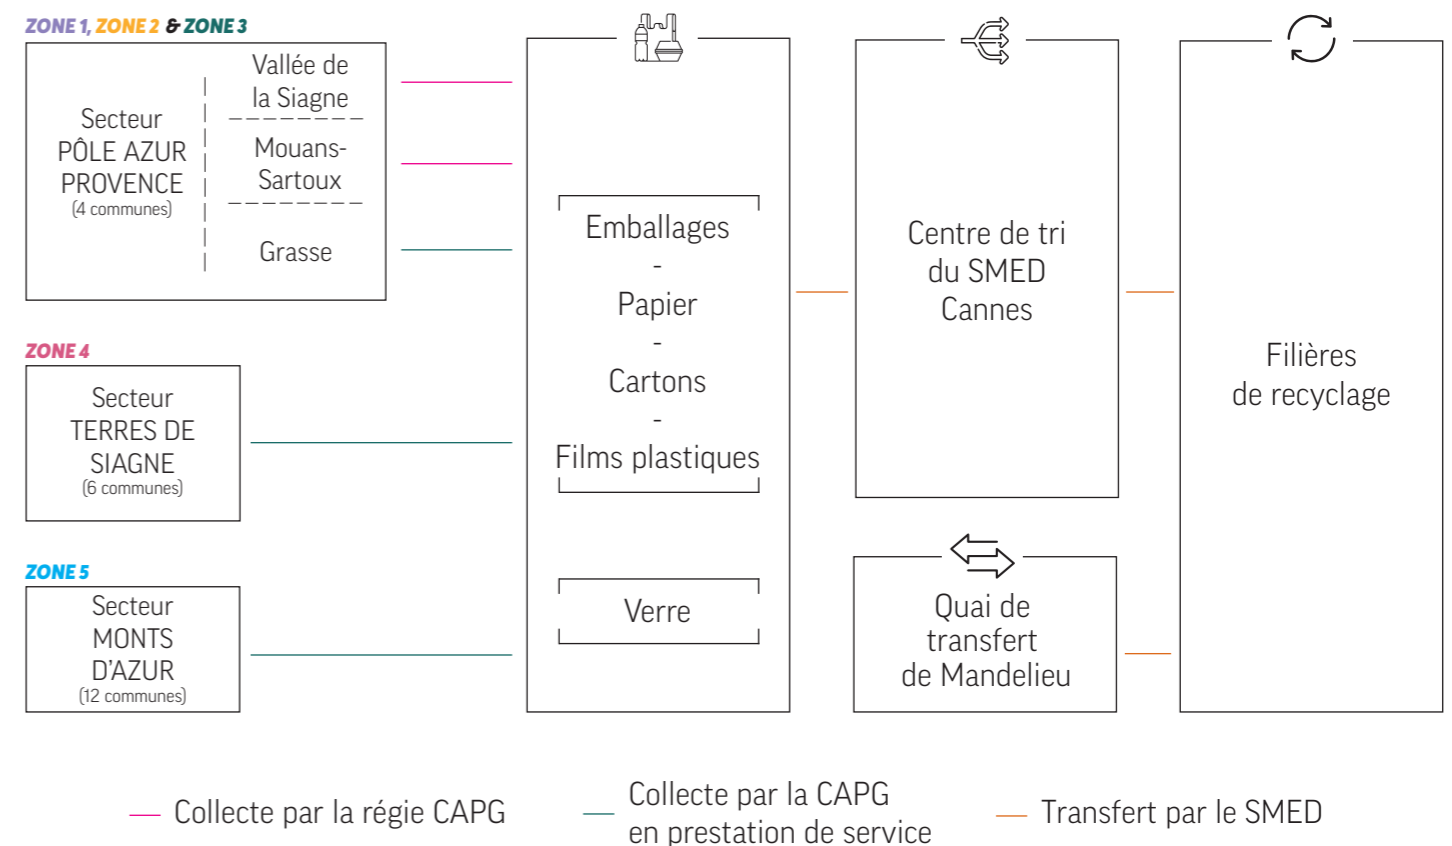 ZONE 1, ZONE 2 & ZONE 3
Secteur
PÔLE AZUR
PROVENCE
(4 communes)
Vallée de
la Siagne
Mouans-
Sartoux
Grasse
ZONE 4
Secteur
TERRES DE
SIAGNE
(6 communes)
ZONE 5
Secteur
MONTS
D'AZUR
(12 communes)
Emballages
-
Papier
-
Cartons
-
Films plastiques
Verre
Centre de tri
du SMED
Cannes
Quai de
transfert
de Mandelieu
Filières
de recyclage
Collecte par la régie CAPG
Collecte par la CAPG
en prestation de service
Transfert par le SMED